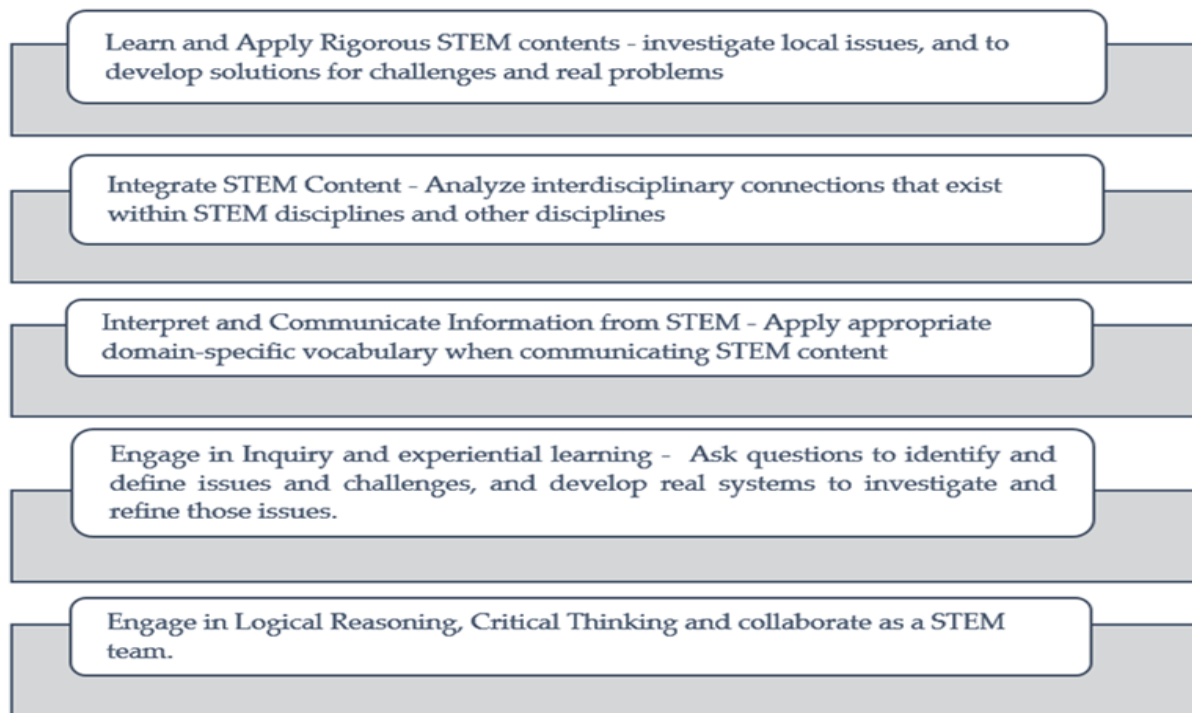 Learn and Apply Rigorous STEM contents - investigate local issues, and to
develop solutions for challenges and real problems
Integrate STEM Content - Analyze interdisciplinary connections that exist
within STEM disciplines and other disciplines
Interpret and Communicate Information from STEM - Apply appropriate
domain-specific vocabulary when communicating STEM content
Engage in Inquiry and experiential learning - Ask questions to identify and
define issues and challenges, and develop real systems to investigate and
refine those issues.
Engage in Logical Reasoning, Critical Thinking and collaborate as a STEM
team.